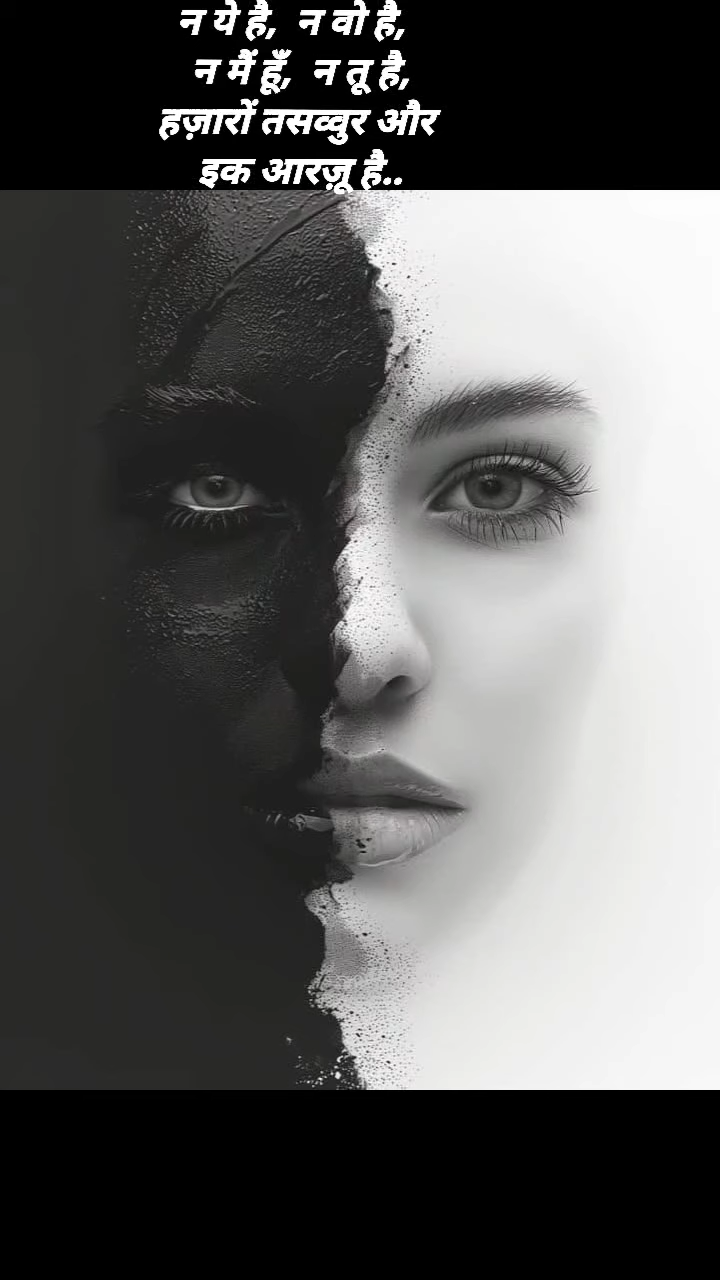 न ये है, न वो है,
न मैं हूँ, न तू है,
हज़ारों तसव्वुर और
इक आरज़ू है..